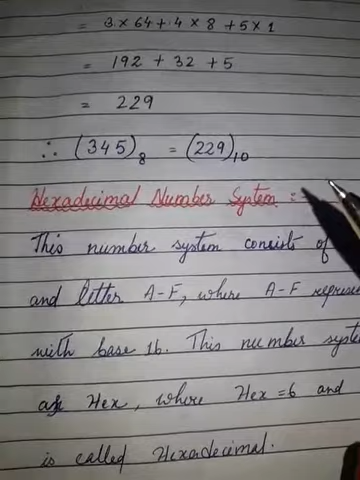 = 3 × 64 + 4 × 8 + 5 × 1
= 192 + 32 + 5
= 229
∴ (345)₈ = (229)₁₀
Hexadecimal Number System :-
This number system consists of
and letter A-F, where A-F represe
with base 16. This number syste
as Hex, where Hex = 6 and
is called Hexadecimal.